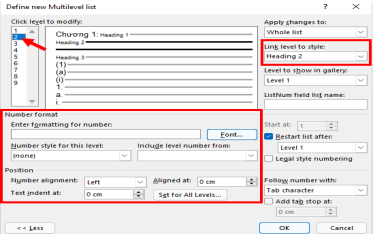 Define new Multilevel list ? ×
Click level to modify:
1
2
3
4
5
6
7
8
9
Chương 1: Heading 1
Heading 2
Heading 3
(1)
(a)
(i)
1.
a.
i.
Apply changes to:
Whole list
Link level to style:
Heading 2
Level to show in gallery:
Level 1
ListNum field list name:
Number format
Enter formatting for number:
Font...
Number style for this level:
Include level number from:
(none)
Start at: 1
Restart list after:
Level 1
Legal style numbering
Position
Number alignment: Left
Aligned at: 0 cm
Text indent at: 0 cm
Set for All Levels...
Follow number with:
Tab character
Add tab stop at:
0 cm
<< Less
OK
Cancel